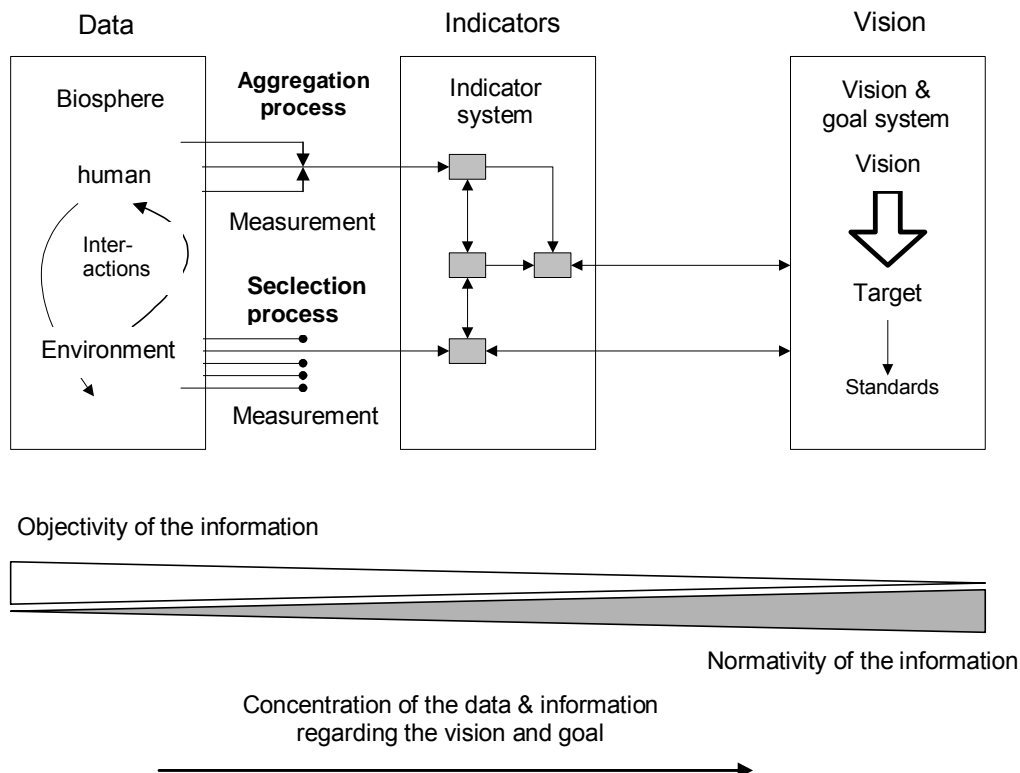 Data
Indicators
Vision
Biosphere
human
Inter-
actions
Environment
Aggregation
process
Measurement
Seclection
process
Measurement
Indicator
system
Vision &
goal system
Vision
Target
Standards
Objectivity of the information
Normativity of the information
Concentration of the data & information
regarding the vision and goal